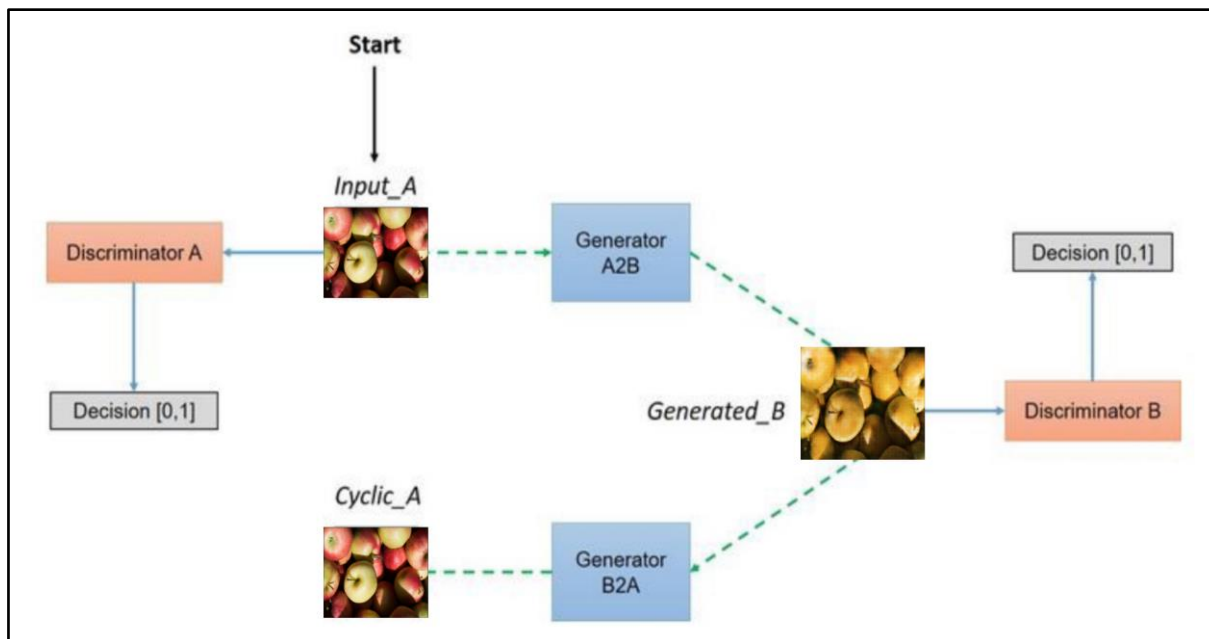 Start
Input_A
Discriminator A
Generator
A2B
Decision [0,1]
Decision [0,1]
Generated_B
Discriminator B
Cyclic_A
Generator
B2A